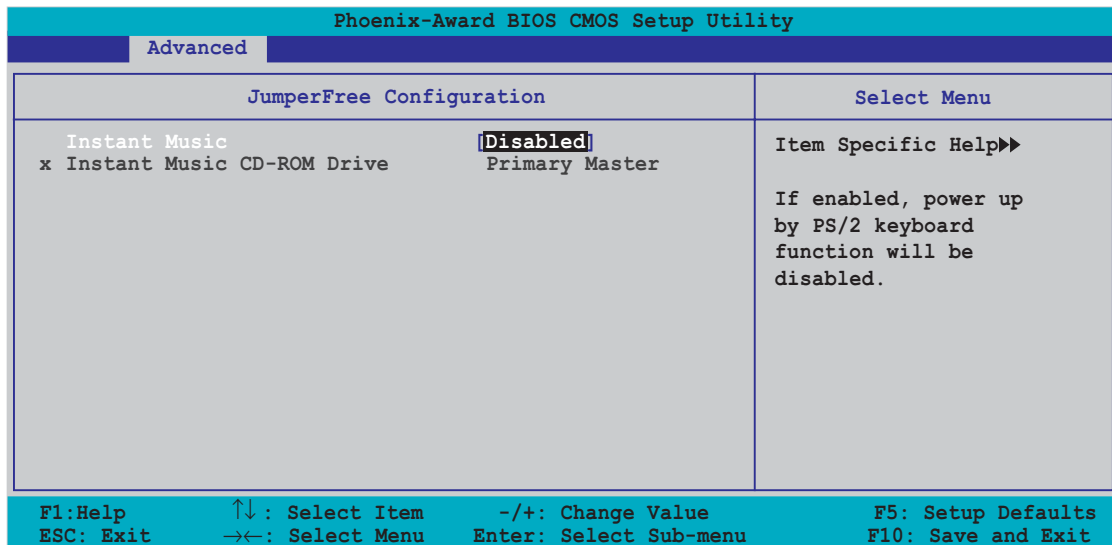 Phoenix-Award BIOS CMOS Setup Utility
Advanced
JumperFree Configuration
Select Menu
Instant Music [Disabled]
x Instant Music CD-ROM Drive Primary Master
Item Specific Help▶▶
If enabled, power up
by PS/2 keyboard
function will be
disabled.
F1:Help ↑↓ : Select Item -/+: Change Value F5: Setup Defaults
ESC: Exit →←: Select Menu Enter: Select Sub-menu F10: Save and Exit